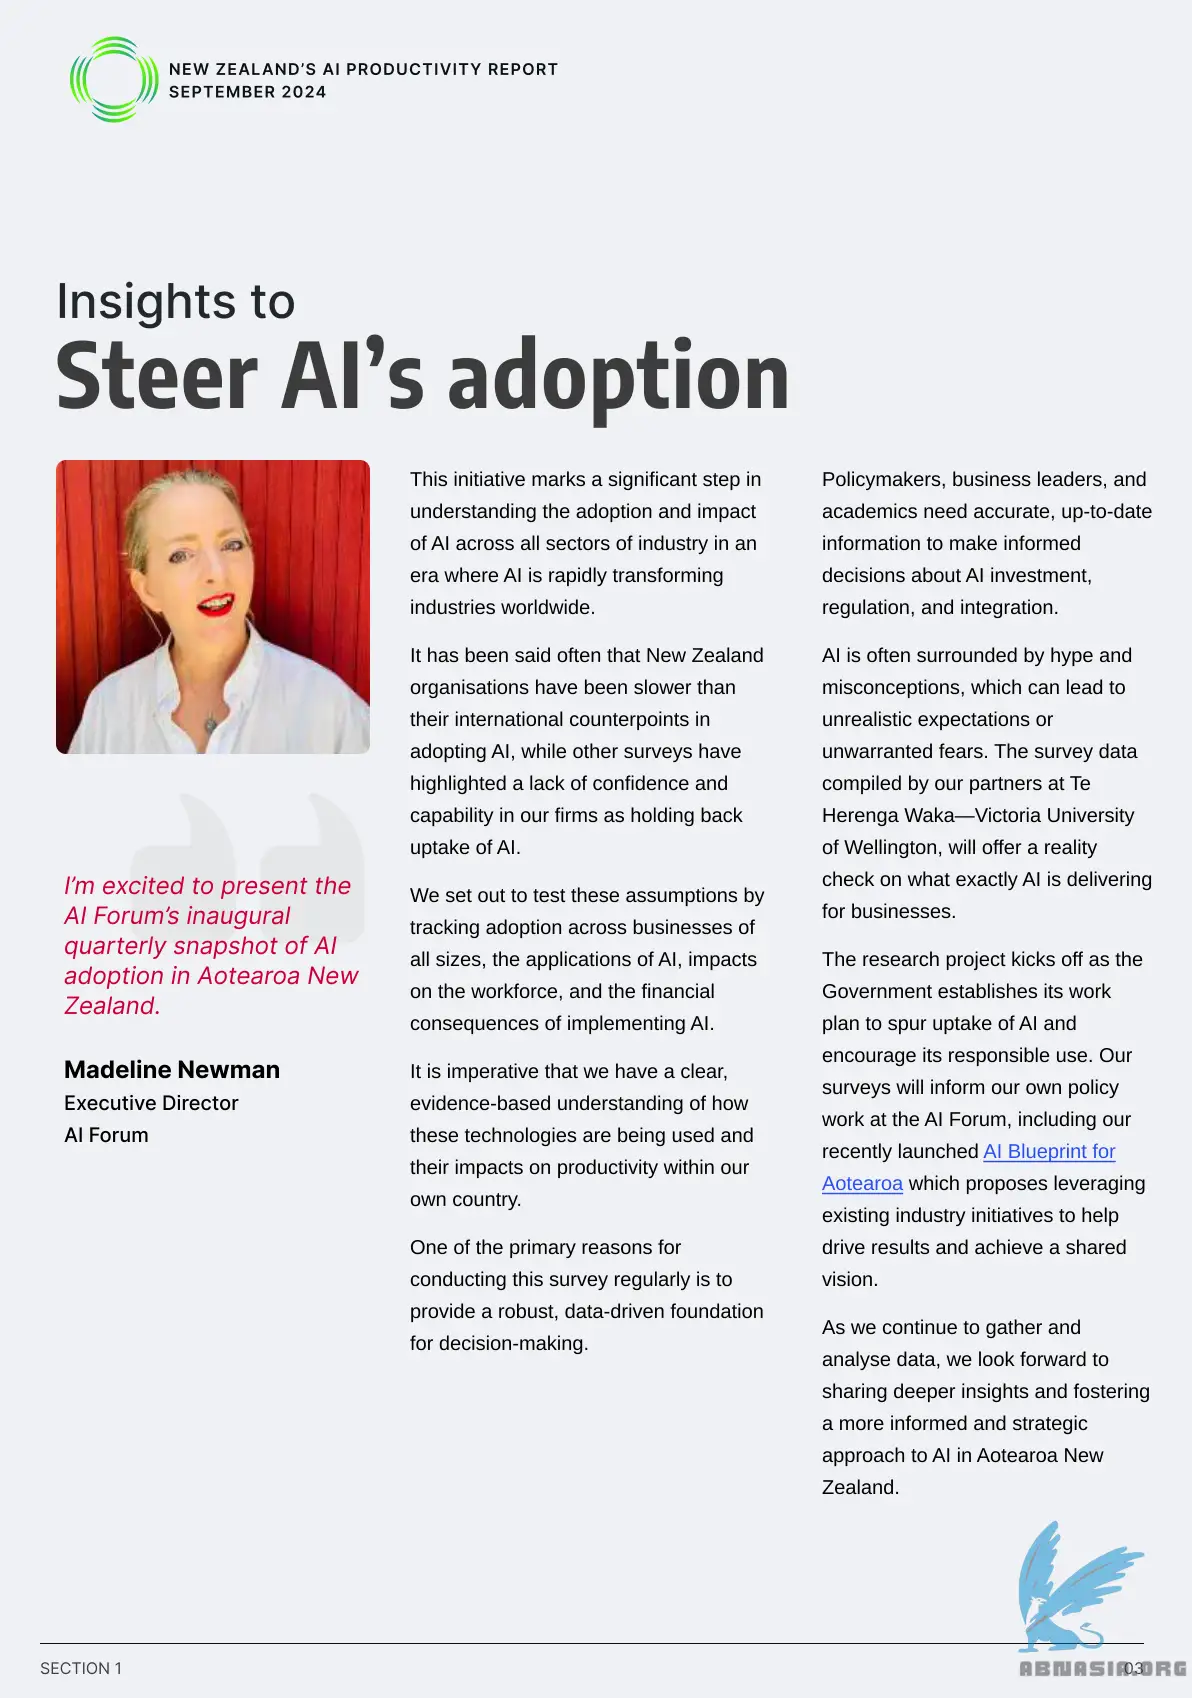 NEW ZEALAND’S AI PRODUCTIVITY REPORT
SEPTEMBER 2024
Insights to
Steer AI’s adoption
I’m excited to present the
AI Forum’s inaugural
quarterly snapshot of AI
adoption in Aotearoa New
Zealand.
Madeline Newman
Executive Director
AI Forum
This initiative marks a significant step in
understanding the adoption and impact
of AI across all sectors of industry in an
era where AI is rapidly transforming
industries worldwide.
It has been said often that New Zealand
organisations have been slower than
their international counterpoints in
adopting AI, while other surveys have
highlighted a lack of confidence and
capability in our firms as holding back
uptake of AI.
We set out to test these assumptions by
tracking adoption across businesses of
all sizes, the applications of AI, impacts
on the workforce, and the financial
consequences of implementing AI.
It is imperative that we have a clear,
evidence-based understanding of how
these technologies are being used and
their impacts on productivity within our
own country.
One of the primary reasons for
conducting this survey regularly is to
provide a robust, data-driven foundation
for decision-making.
Policymakers, business leaders, and
academics need accurate, up-to-date
information to make informed
decisions about AI investment,
regulation, and integration.
AI is often surrounded by hype and
misconceptions, which can lead to
unrealistic expectations or
unwarranted fears. The survey data
compiled by our partners at Te
Herenga Waka—Victoria University
of Wellington, will offer a reality
check on what exactly AI is delivering
for businesses.
The research project kicks off as the
Government establishes its work
plan to spur uptake of AI and
encourage its responsible use. Our
surveys will inform our own policy
work at the AI Forum, including our
recently launched AI Blueprint for
Aotearoa which proposes leveraging
existing industry initiatives to help
drive results and achieve a shared
vision.
As we continue to gather and
analyse data, we look forward to
sharing deeper insights and fostering
a more informed and strategic
approach to AI in Aotearoa New
Zealand.
SECTION 1
03
ABNASIA.ORG